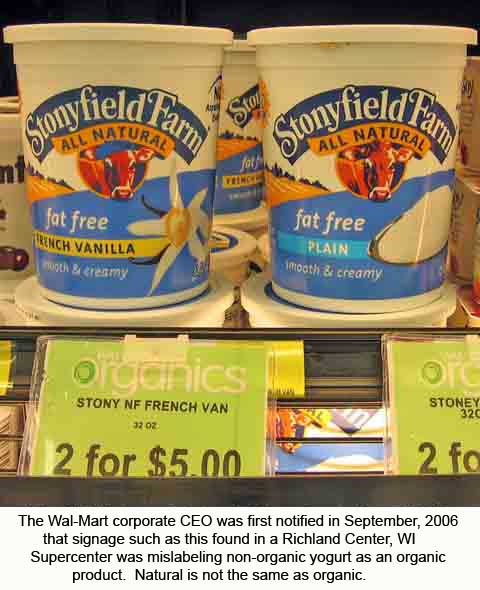 Stonyfield Farm
ALL NATURAL
fat free
FRENCH VANILLA
smooth & creamy
Stonyfield Farm
ALL NATURAL
fat free
PLAIN
smooth & creamy
Organics
STONY NF FRENCH VAN
32 OZ
2 for $5.00
STONEY
32
2 fo
The Wal-Mart corporate CEO was first notified in September, 2006
that signage such as this found in a Richland Center, WI
Supercenter was mislabeling non-organic yogurt as an organic
product. Natural is not the same as organic.